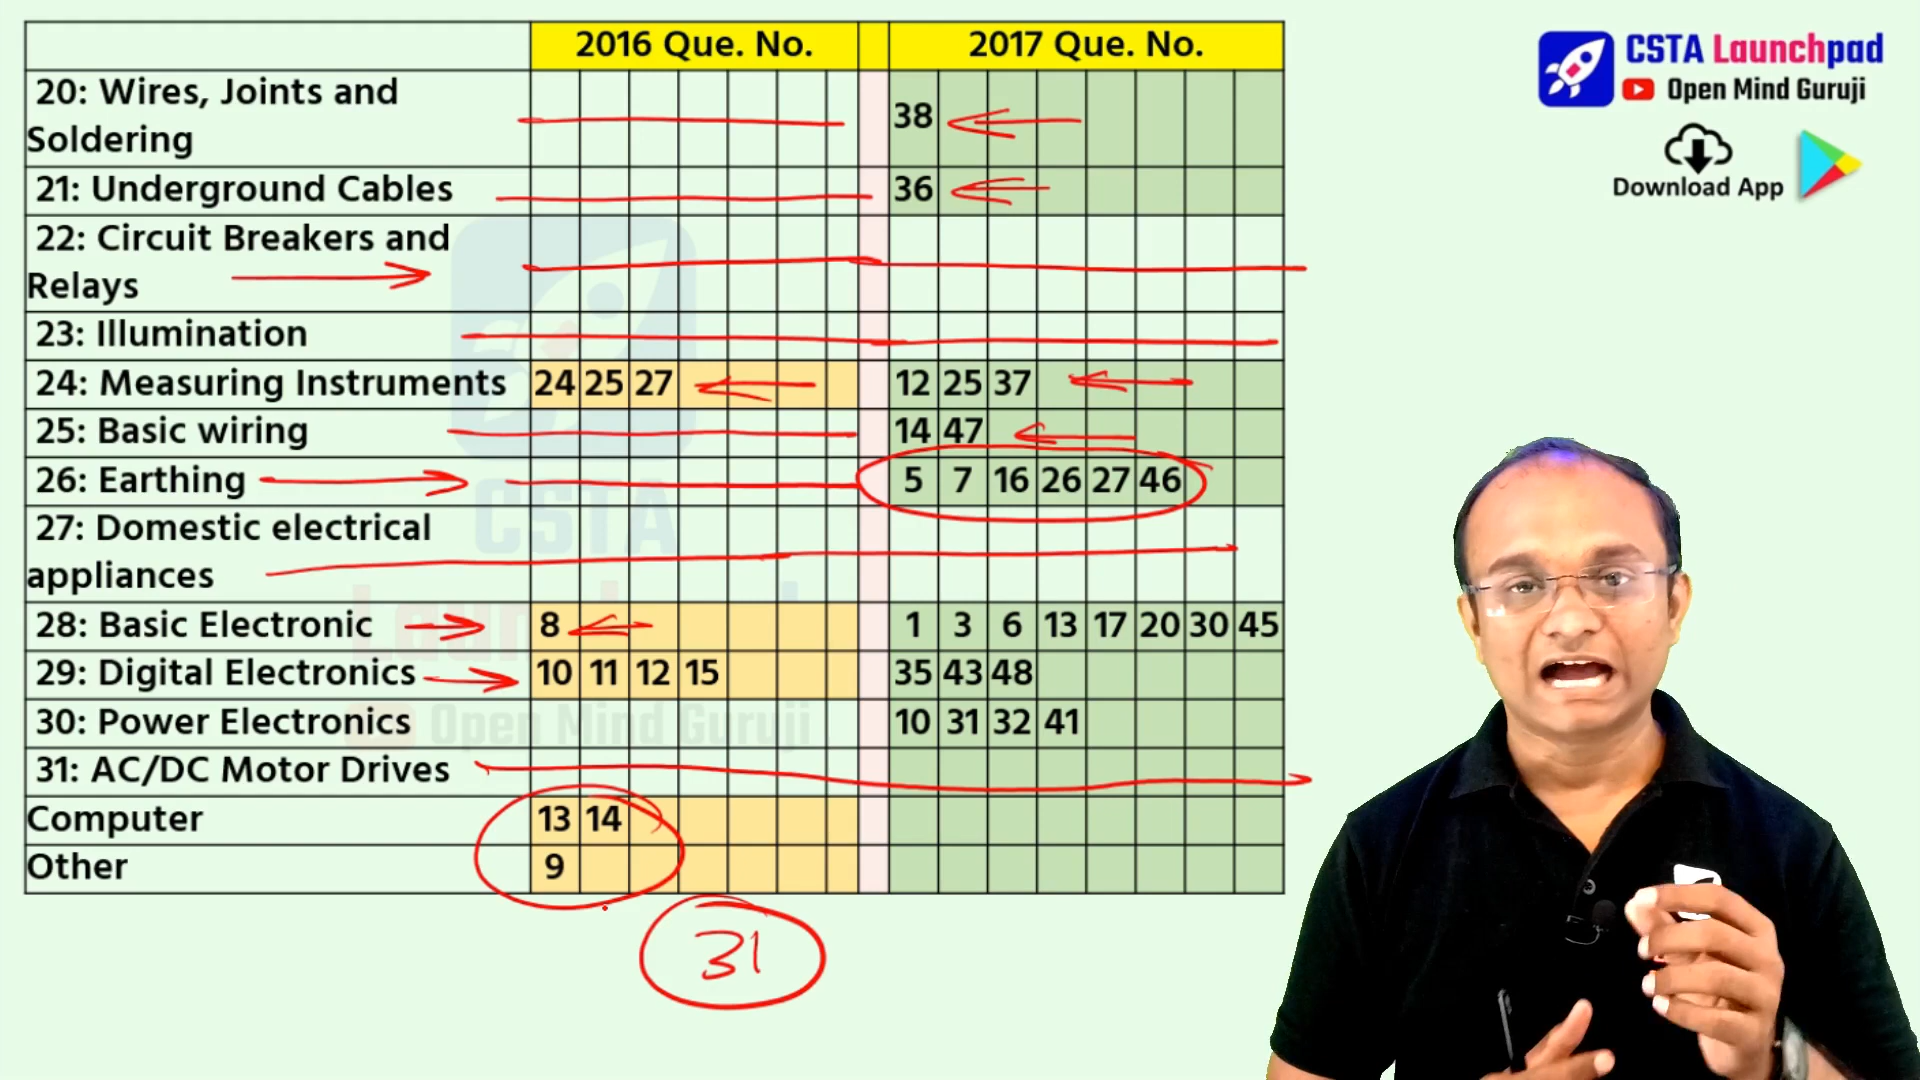 2016 Que. No. 2017 Que. No.
CSTA Launchpad
Open Mind Guruji
Download App
20: Wires, Joints and
Soldering
38
21: Underground Cables 36
22: Circuit Breakers and
Relays
23: Illumination
24: Measuring Instruments 24 25 27 12 25 37
25: Basic wiring 14 47
26: Earthing 5 7 16 26 27 46
27: Domestic electrical
appliances
28: Basic Electronic 8 1 3 6 13 17 20 30 45
29: Digital Electronics 10 11 12 15 35 43 48
30: Power Electronics 10 31 32 41
31: AC/DC Motor Drives
Computer 13 14
Other 9
31
CSTA
Launchpad
Open Mind Guruji